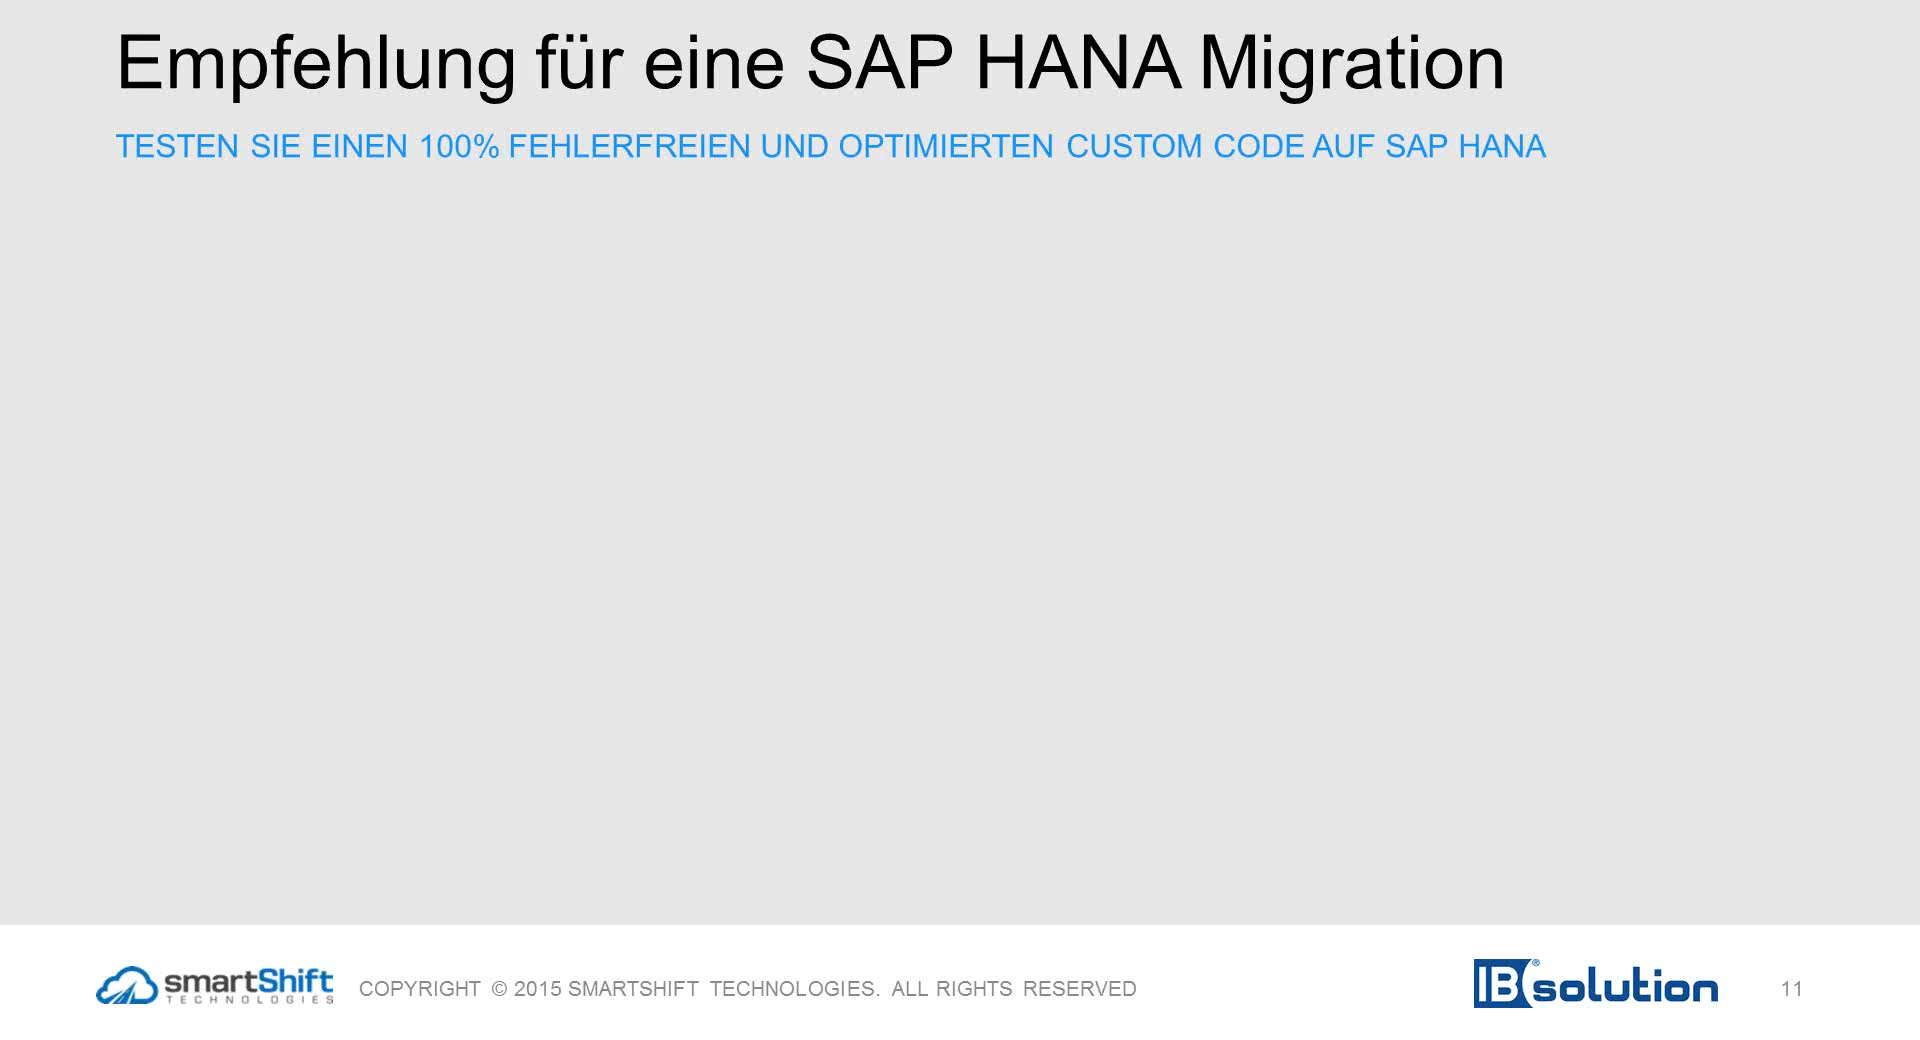 Empfehlung für eine SAP HANA Migration
TESTEN SIE EINEN 100% FEHLERFREIEN UND OPTIMIERTEN CUSTOM CODE AUF SAP HANA
smartShift
TECHNOLOGIES
COPYRIGHT © 2015 SMARTSHIFT TECHNOLOGIES. ALL RIGHTS RESERVED
IBsolution®
11